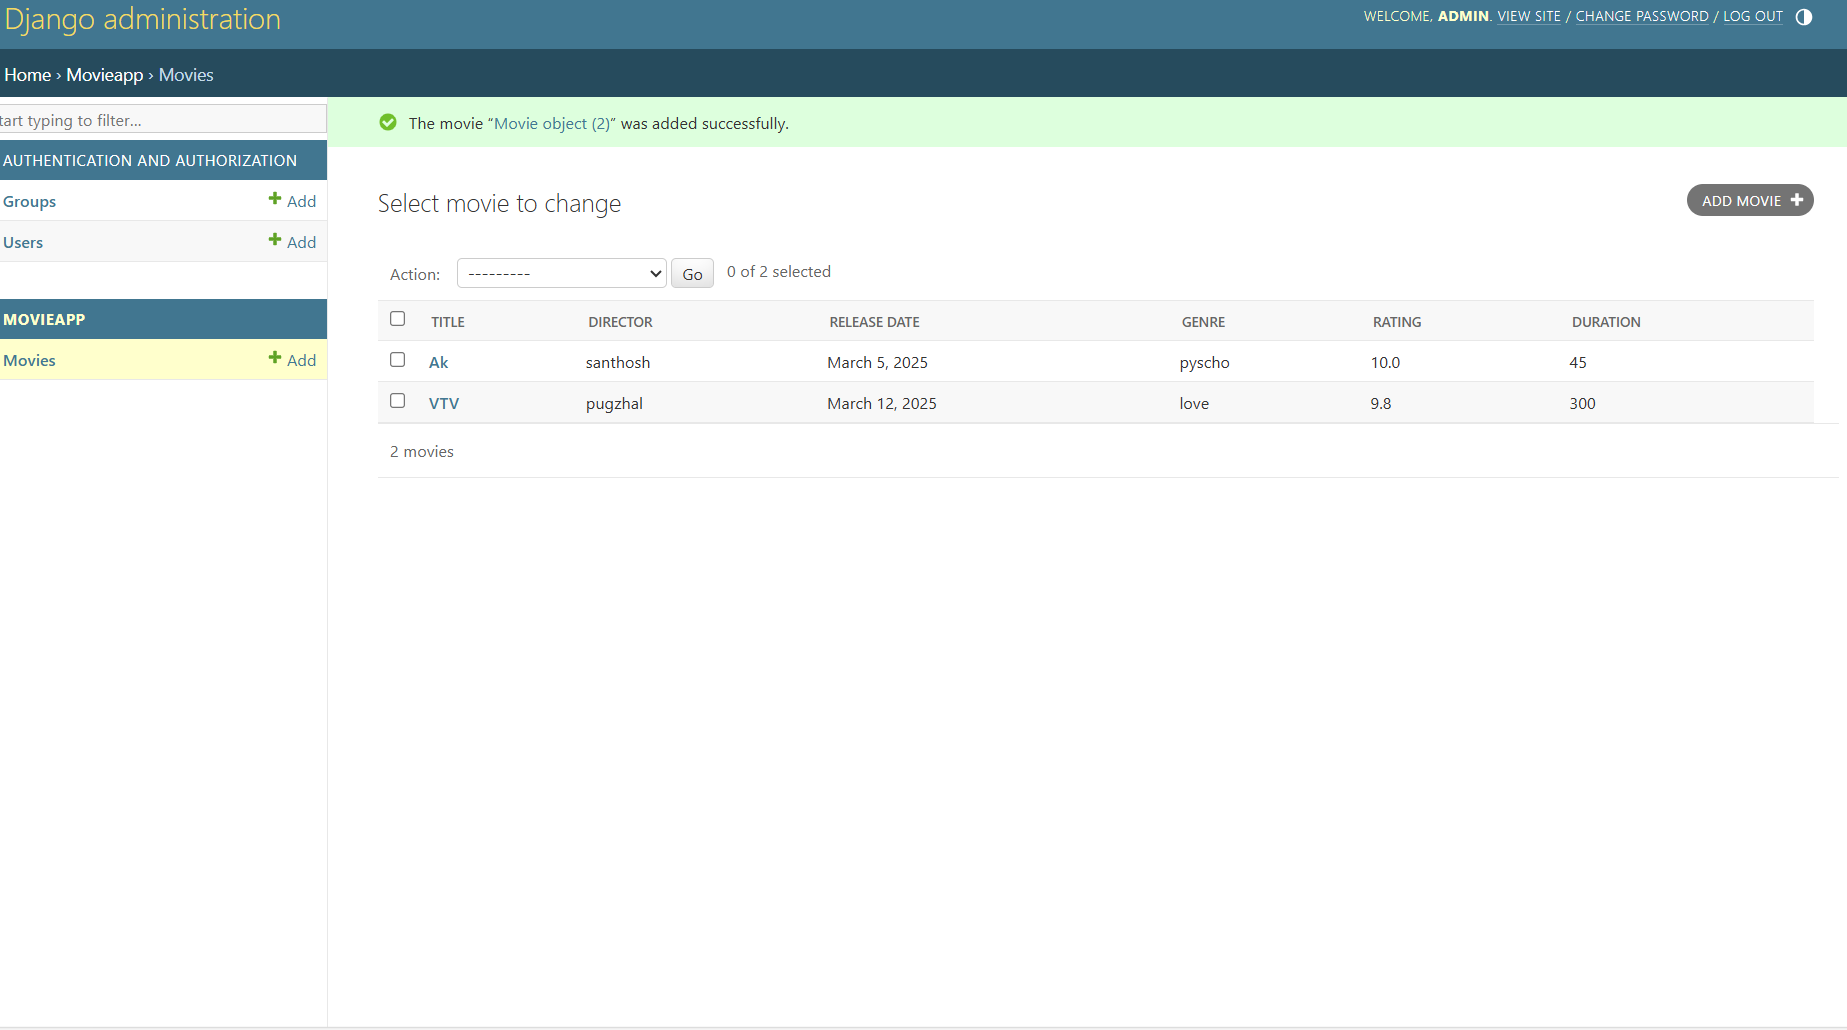 Django administration
WELCOME, ADMIN. VIEW SITE / CHANGE PASSWORD / LOG OUT
Home › Movieapp › Movies
tart typing to filter...
The movie “Movie object (2)” was added successfully.
AUTHENTICATION AND AUTHORIZATION
Groups Add
Users Add
MOVIEAPP
Movies Add
Select movie to change
ADD MOVIE
Action: --------- Go 0 of 2 selected
TITLE DIRECTOR RELEASE DATE GENRE RATING DURATION
Ak santhosh March 5, 2025 pyscho 10.0 45
VTV pugzhal March 12, 2025 love 9.8 300
2 movies